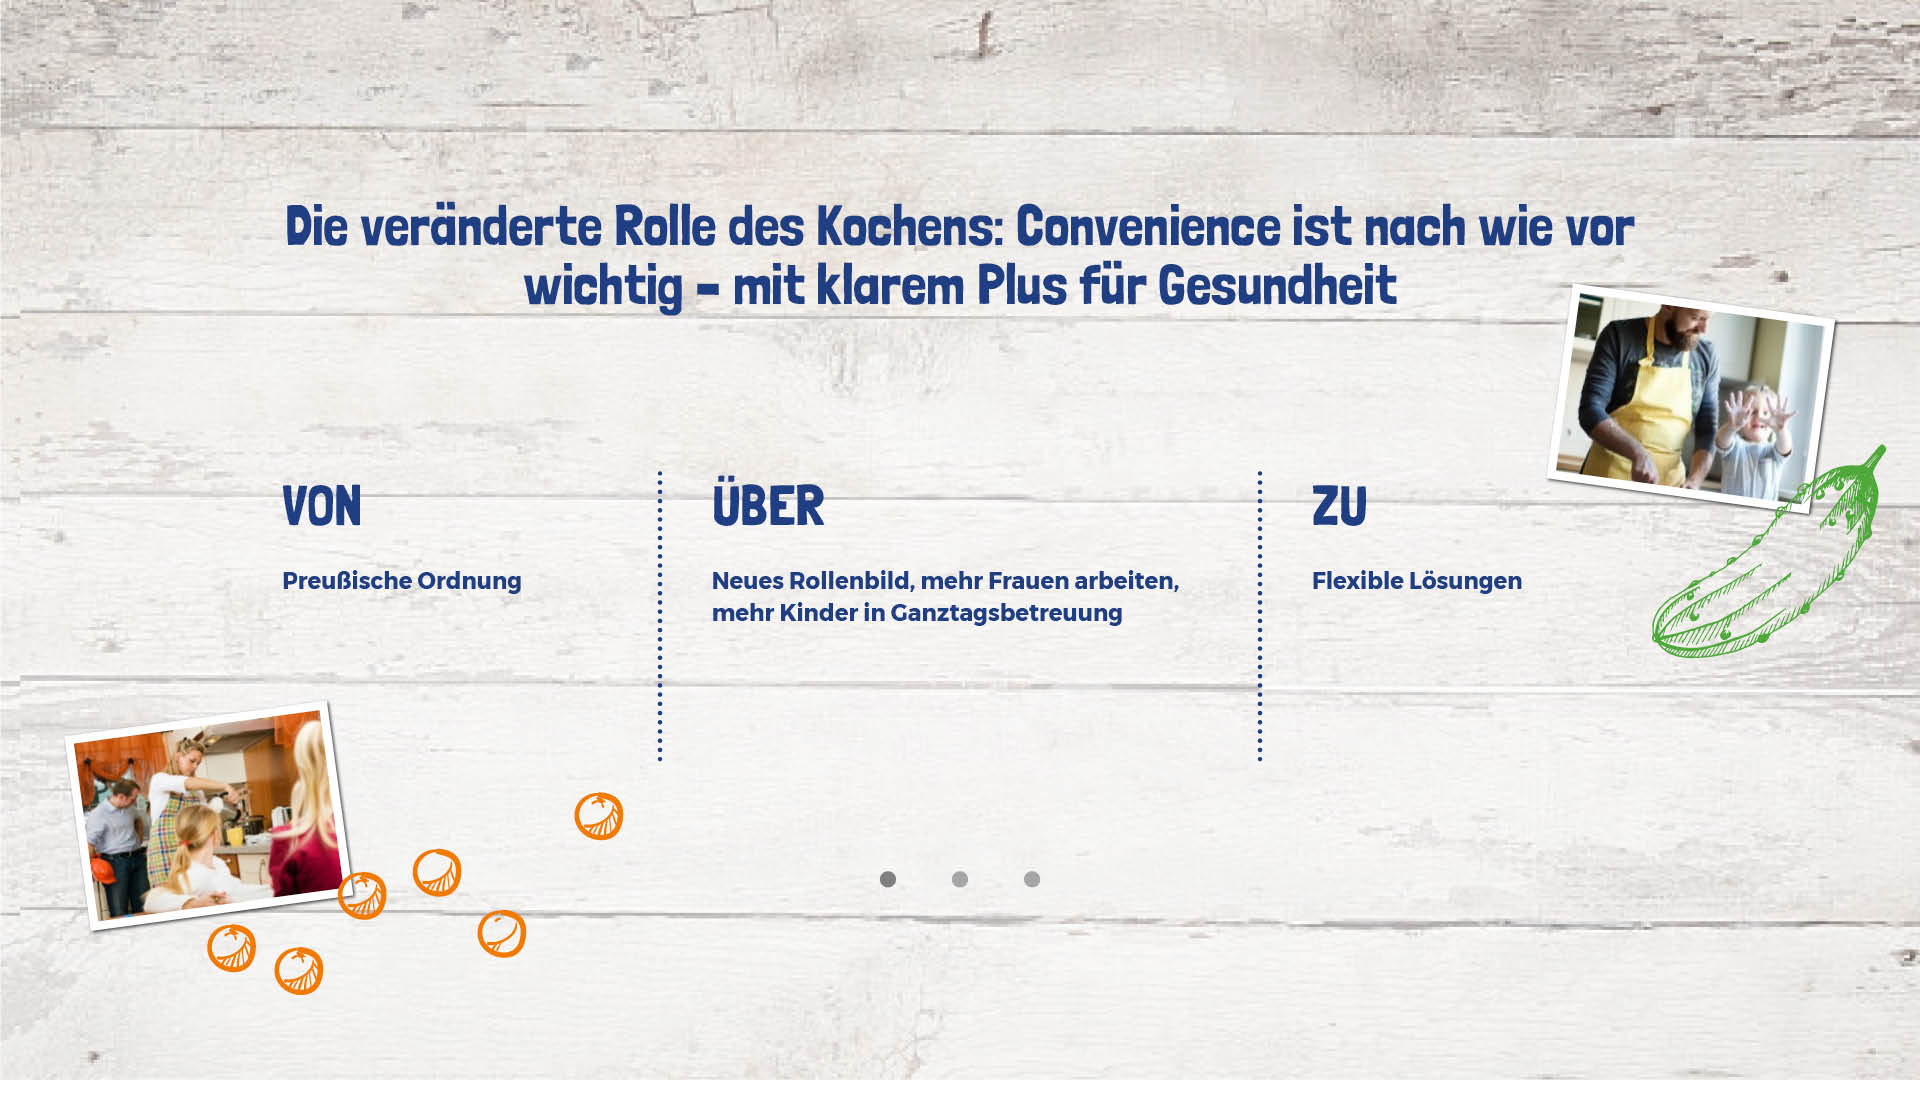 Die veränderte Rolle des Kochens: Convenience ist nach wie vor
wichtig – mit klarem Plus für Gesundheit
VON
Preußische Ordnung
ÜBER
Neues Rollenbild, mehr Frauen arbeiten,
mehr Kinder in Ganztagsbetreuung
ZU
Flexible Lösungen